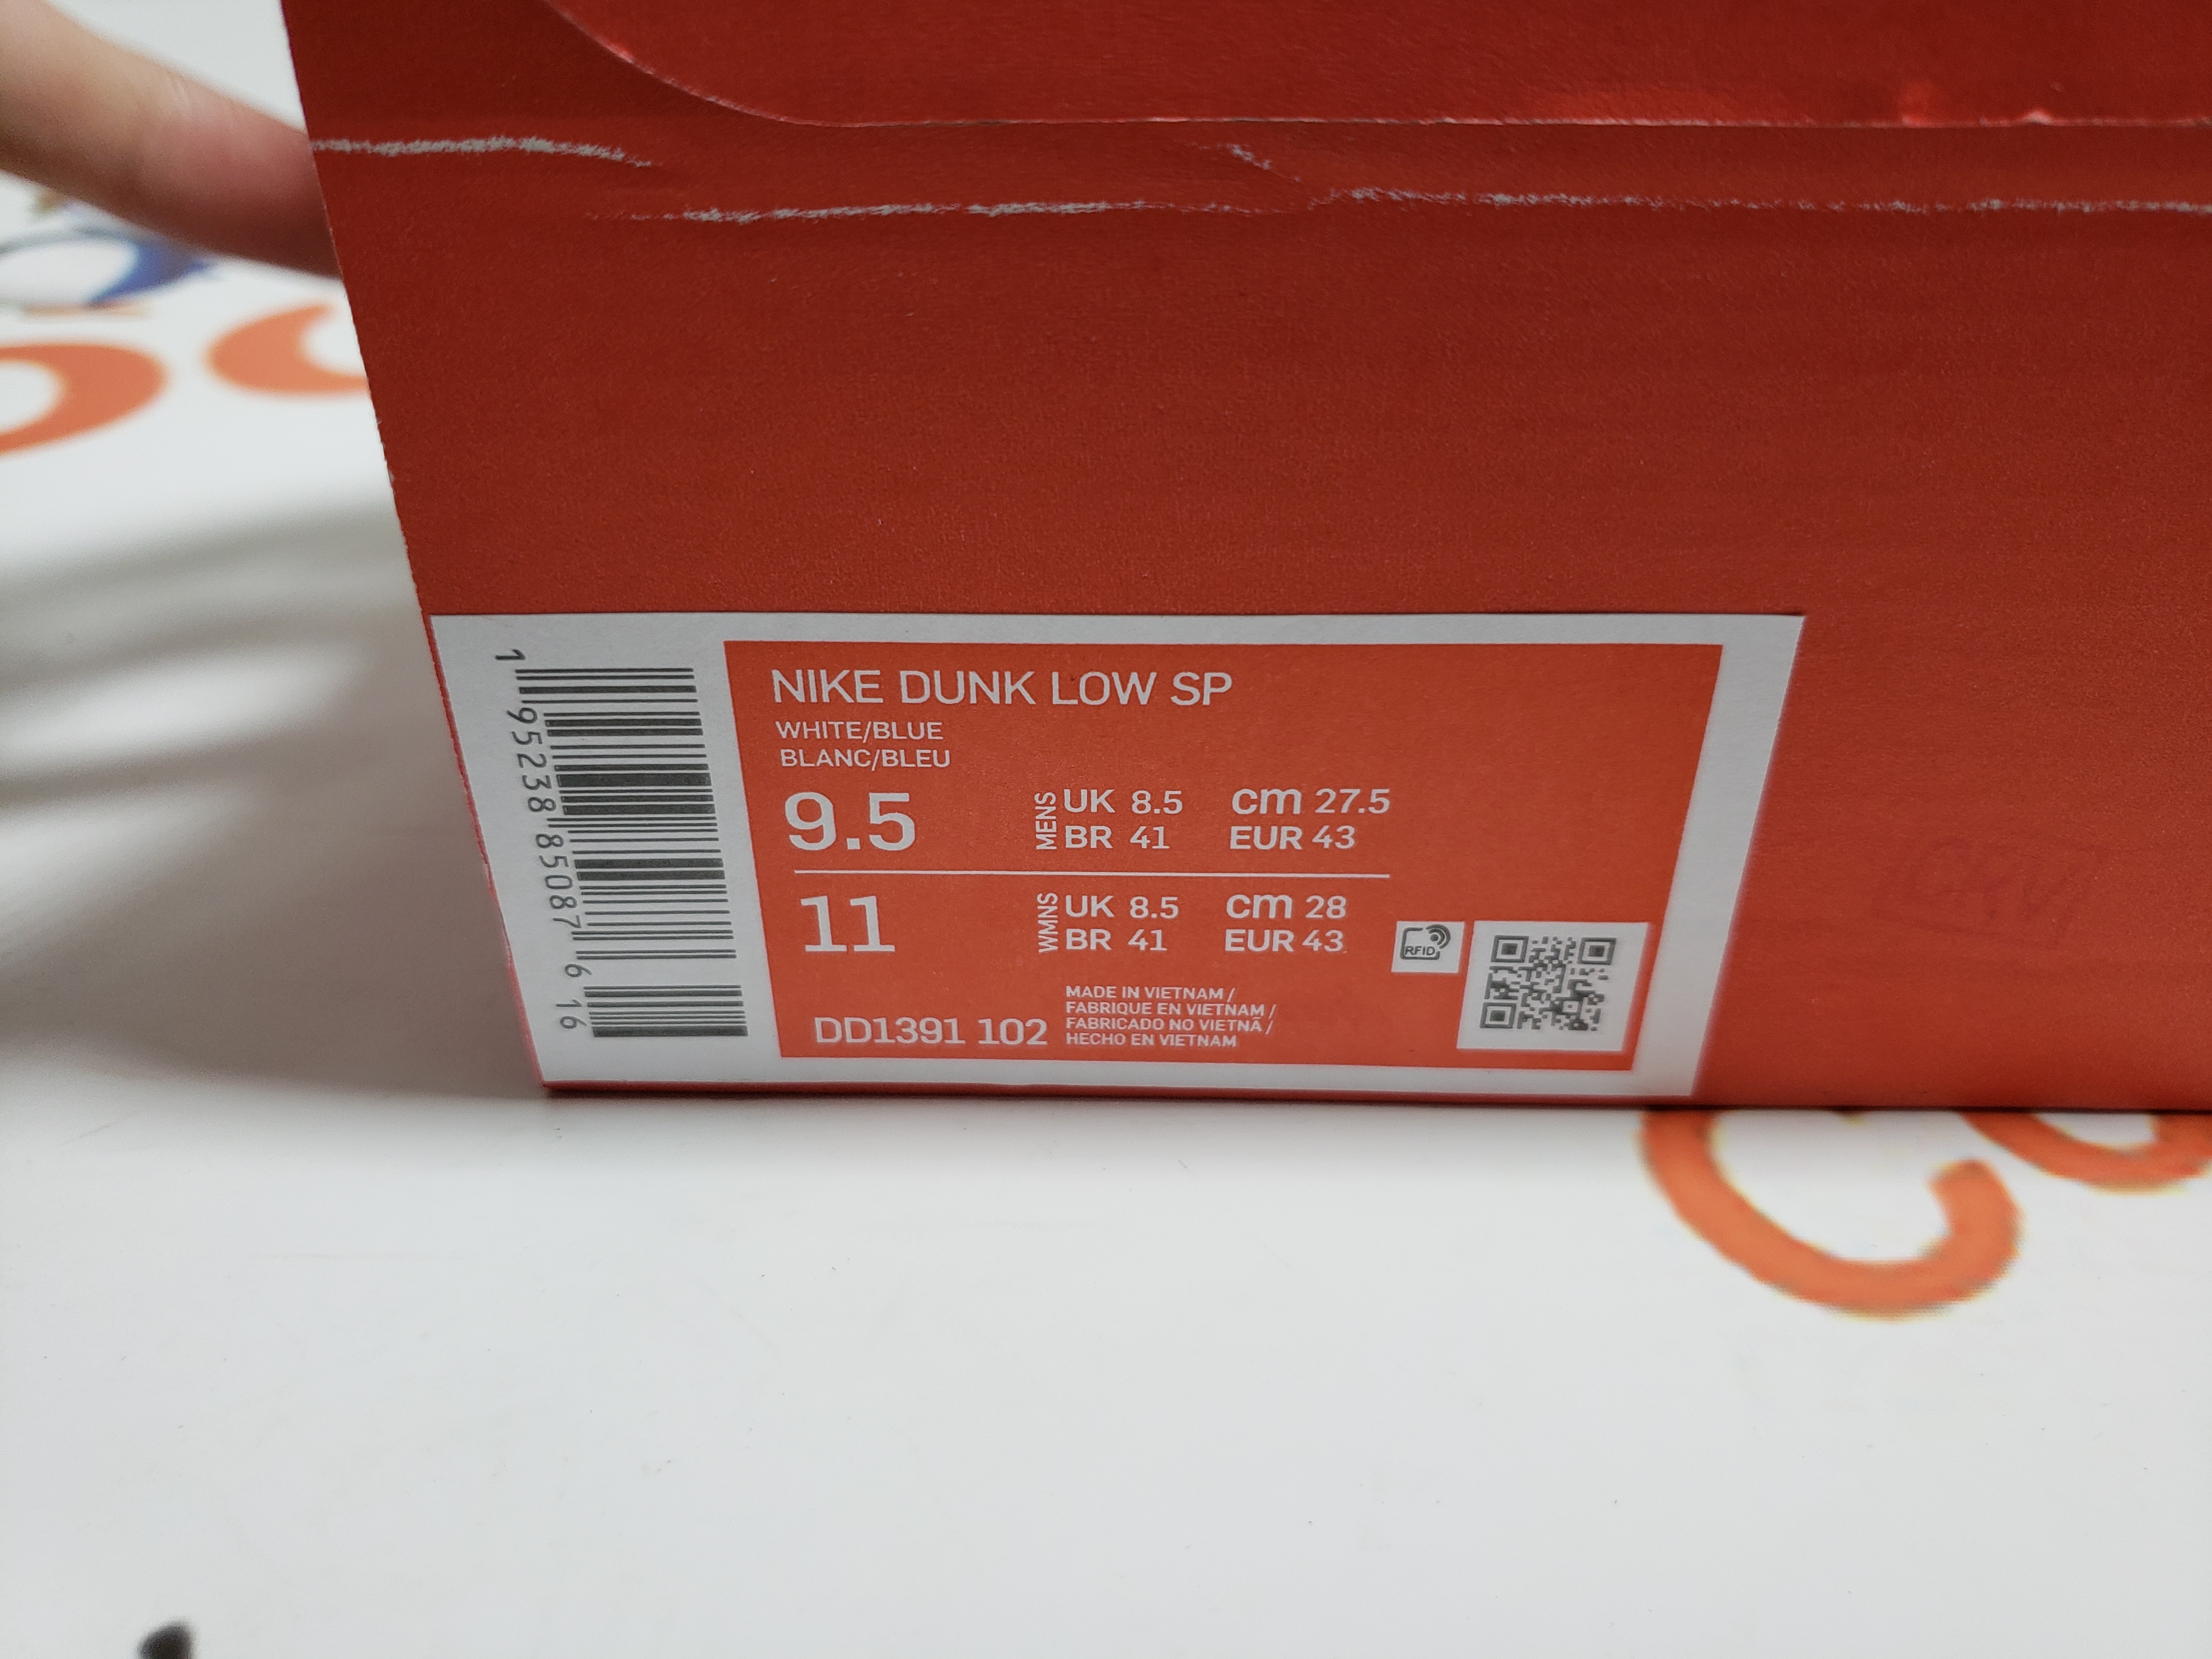 NIKE DUNK LOW SP
WHITE/BLUE
BLANC/BLEU
9.5
MENS
UK 8.5 cm 27.5
BR 41 EUR 43
11
WMNS
UK 8.5 cm 28
BR 41 EUR 43
RFID
MADE IN VIETNAM /
FABRIQUE EN VIETNAM /
FABRICADO NO VIETNÃ /
HECHO EN VIETNAM
DD1391 102
1 95238 85087 6 16